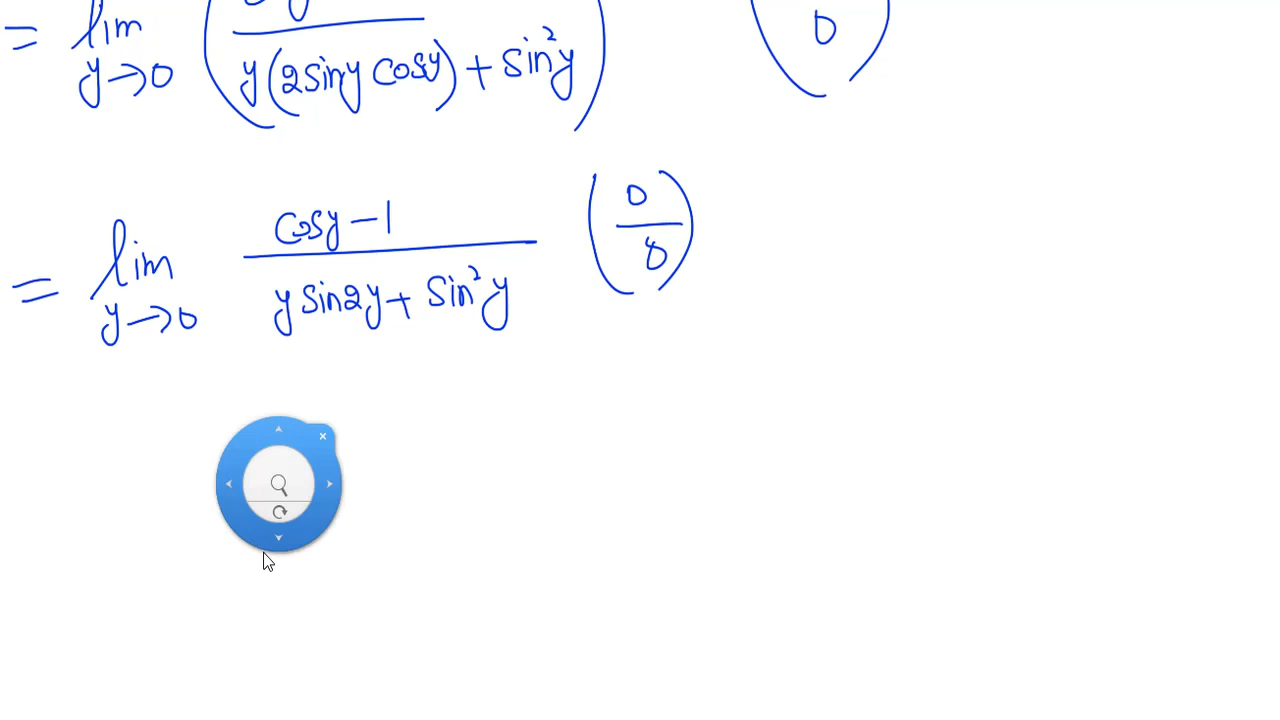 = lim
y→0
y(2siny cosy) + sin²y
0
= lim cosy − 1 / (y sin2y + sin²y) (0/0)
y→0